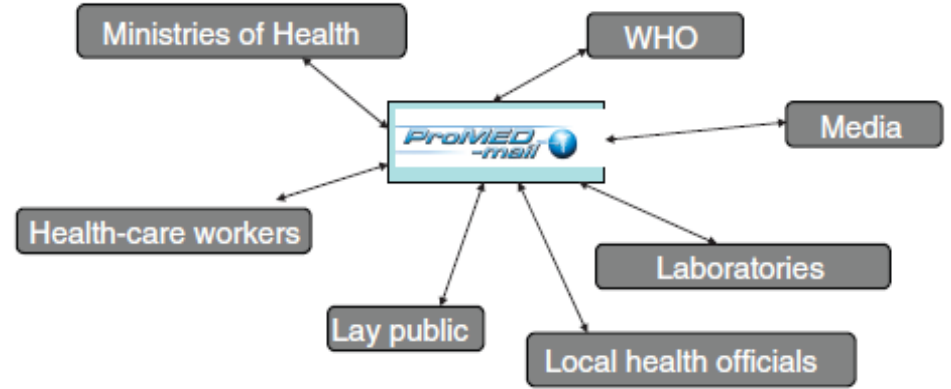 Ministries of Health
WHO
ProMED
-mail
Media
Health-care workers
Laboratories
Lay public
Local health officials